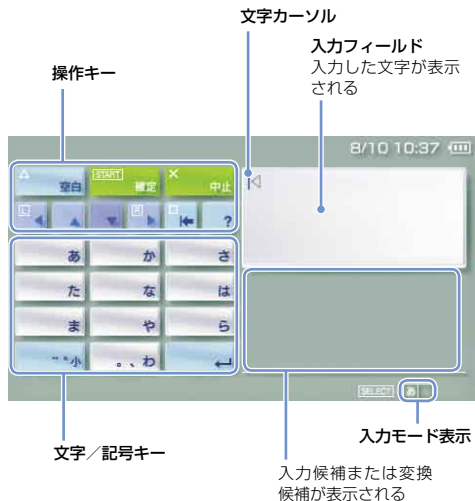 文字カーソル
入力フィールド
入力した文字が表示
される
操作キー
8/10 10:37
△ 空白
START 確定
× 中止
L ◀ ▲ ▼ R ▶ □ ?
あ か さ
た な は
ま や ら
゛゜小 。、わ ↵
SELECT あ
文字／記号キー
入力モード表示
入力候補または変換
候補が表示される